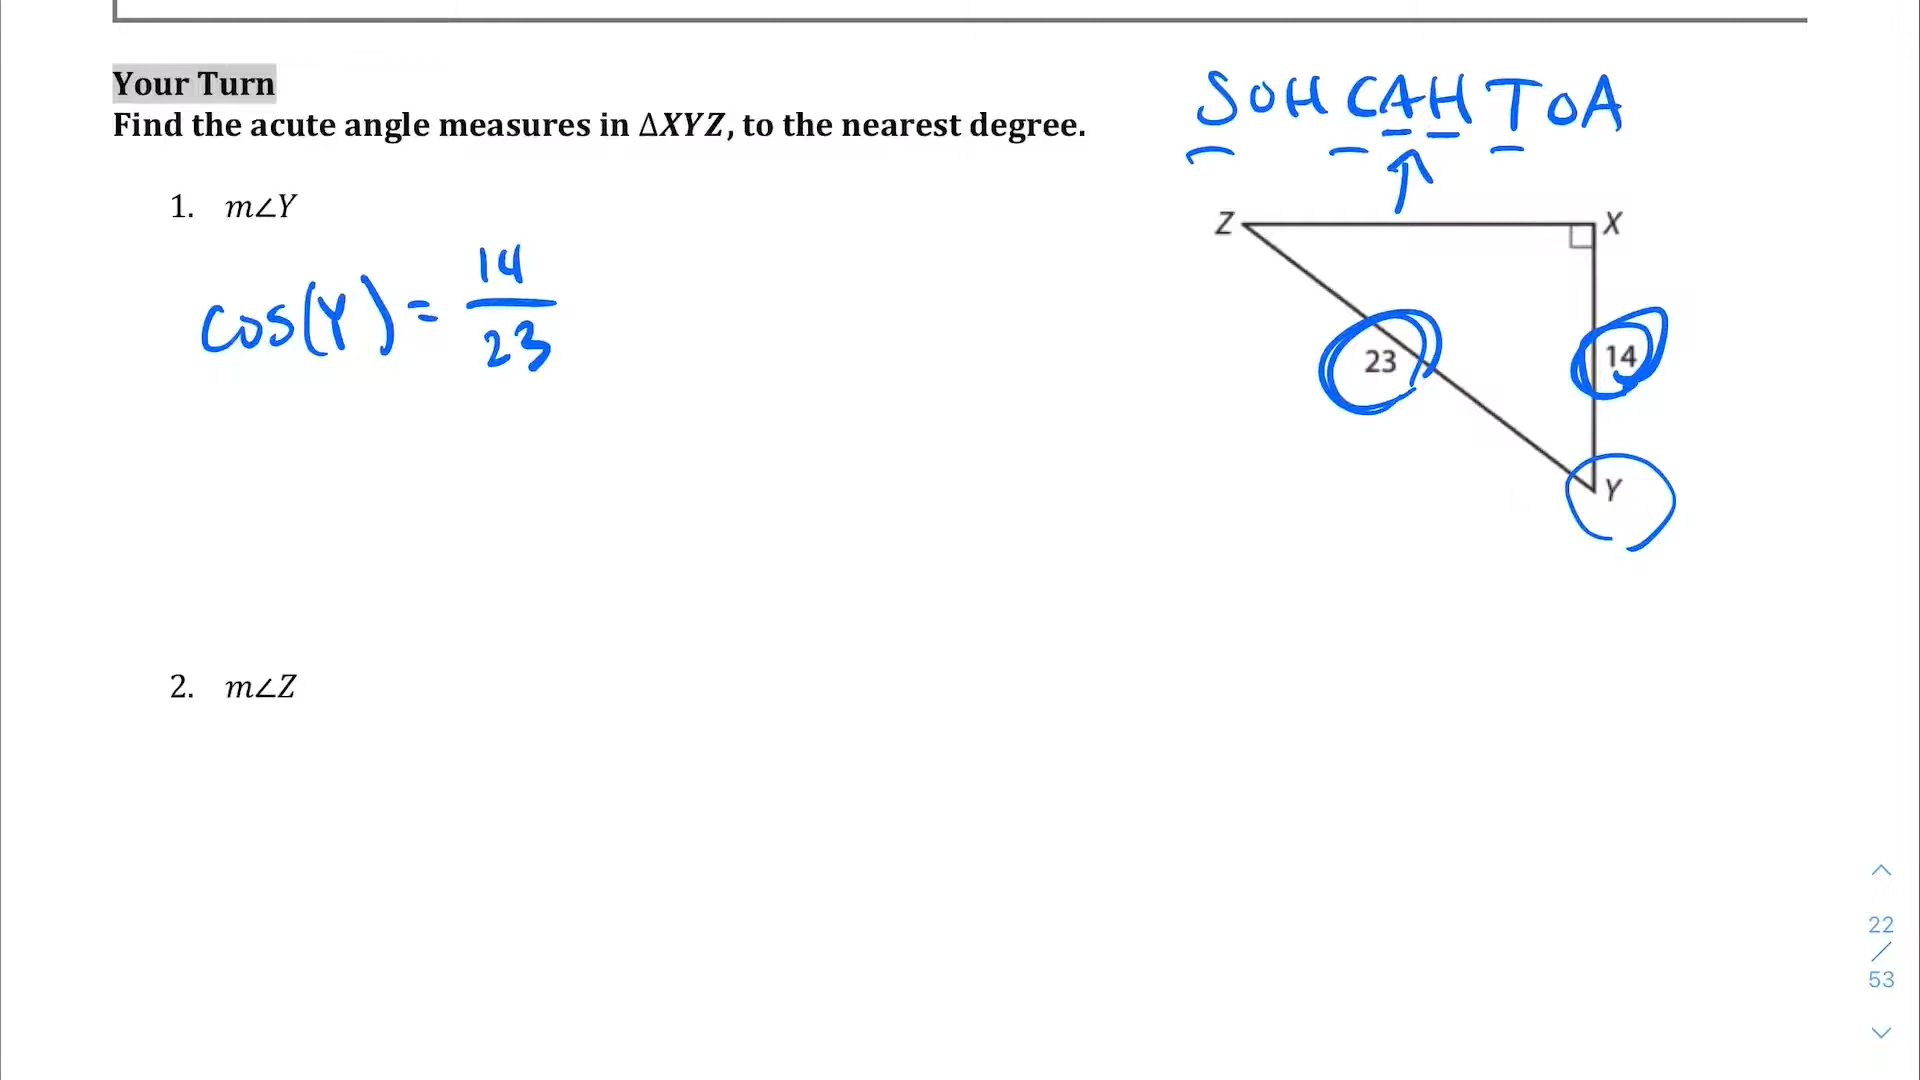 Your Turn
Find the acute angle measures in ΔXYZ, to the nearest degree.
SOH CAH TOA
1. m∠Y
cos(Y) = 14/23
Z
X
23
14
Y
2. m∠Z
22
/
53